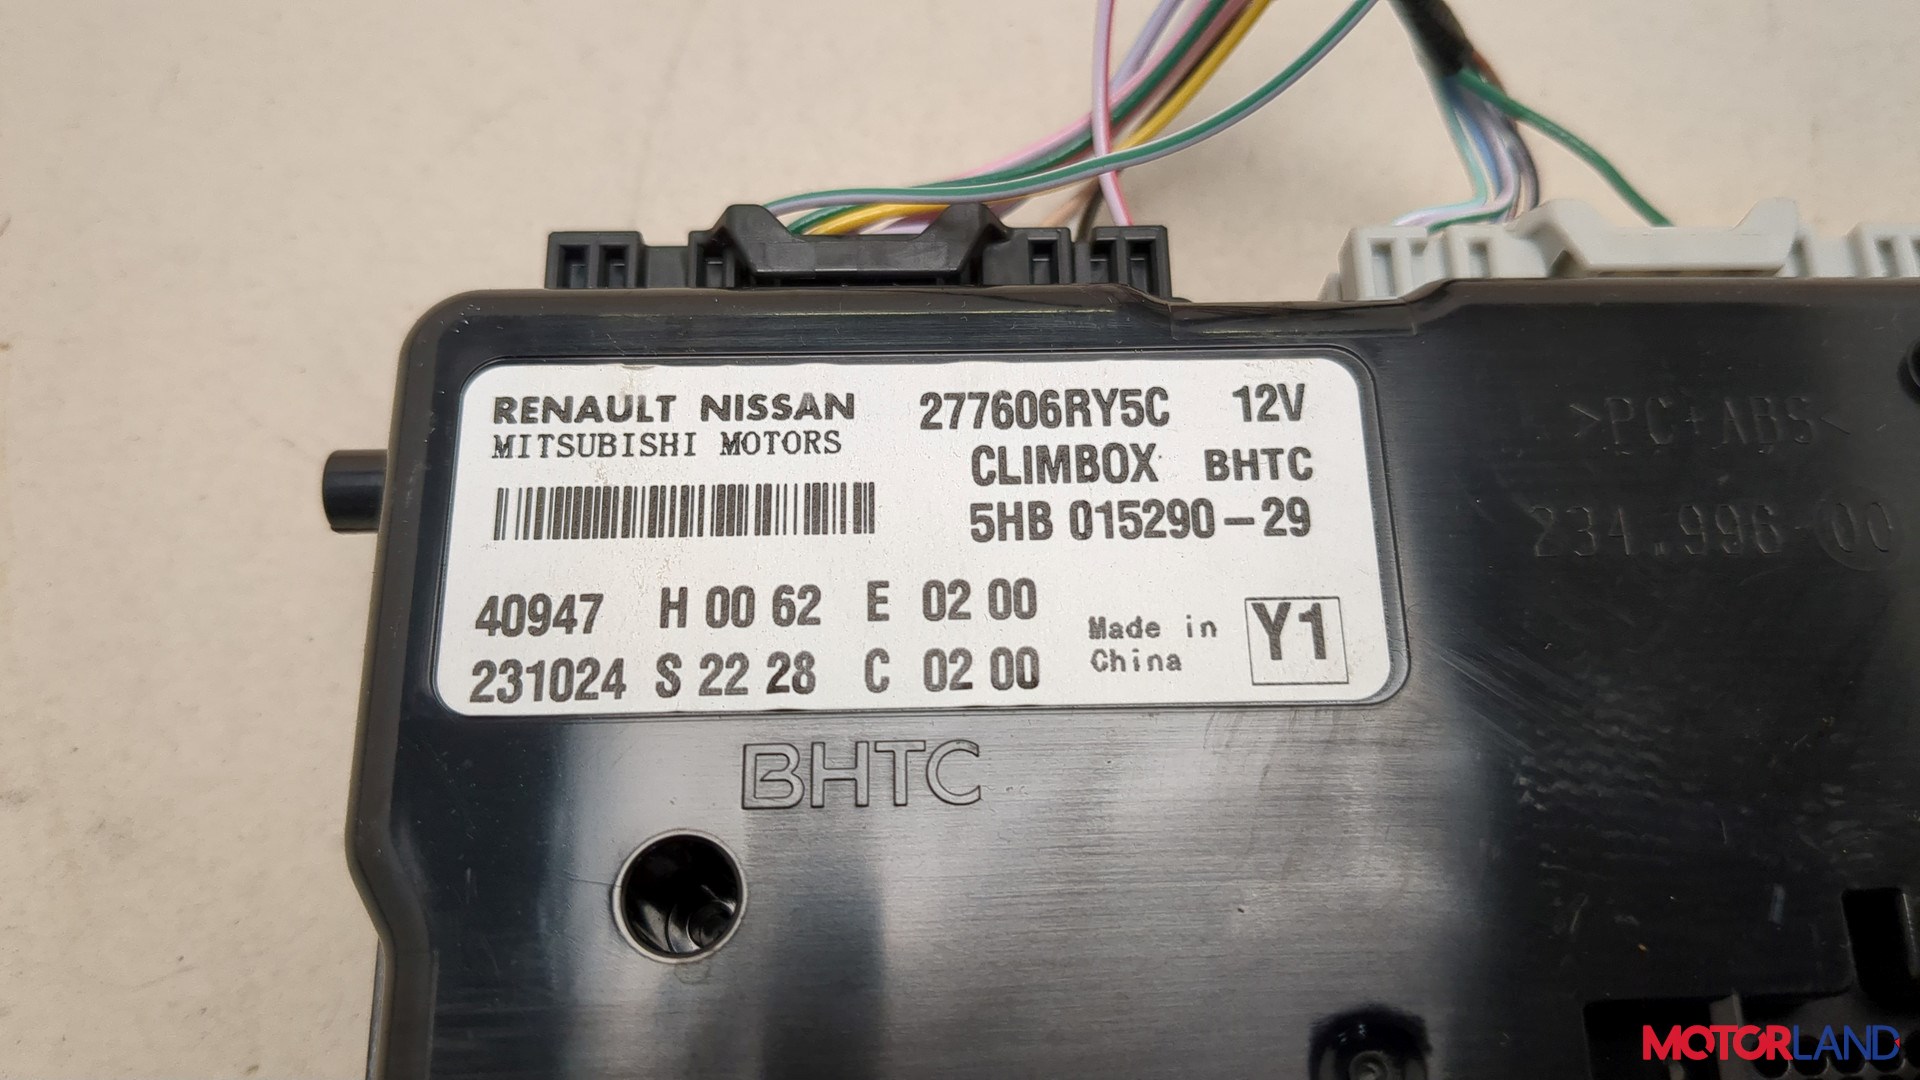 RENAULT NISSAN 277606RY5C 12V
MITSUBISHI MOTORS
CLIMBOX BHTC
5HB 015290-29
40947 H 00 62 E 02 00
231024 S 22 28 C 02 00
Made in
China
Y1
>PC+ABS<
234.996-00
BHTC
MOTORLAND